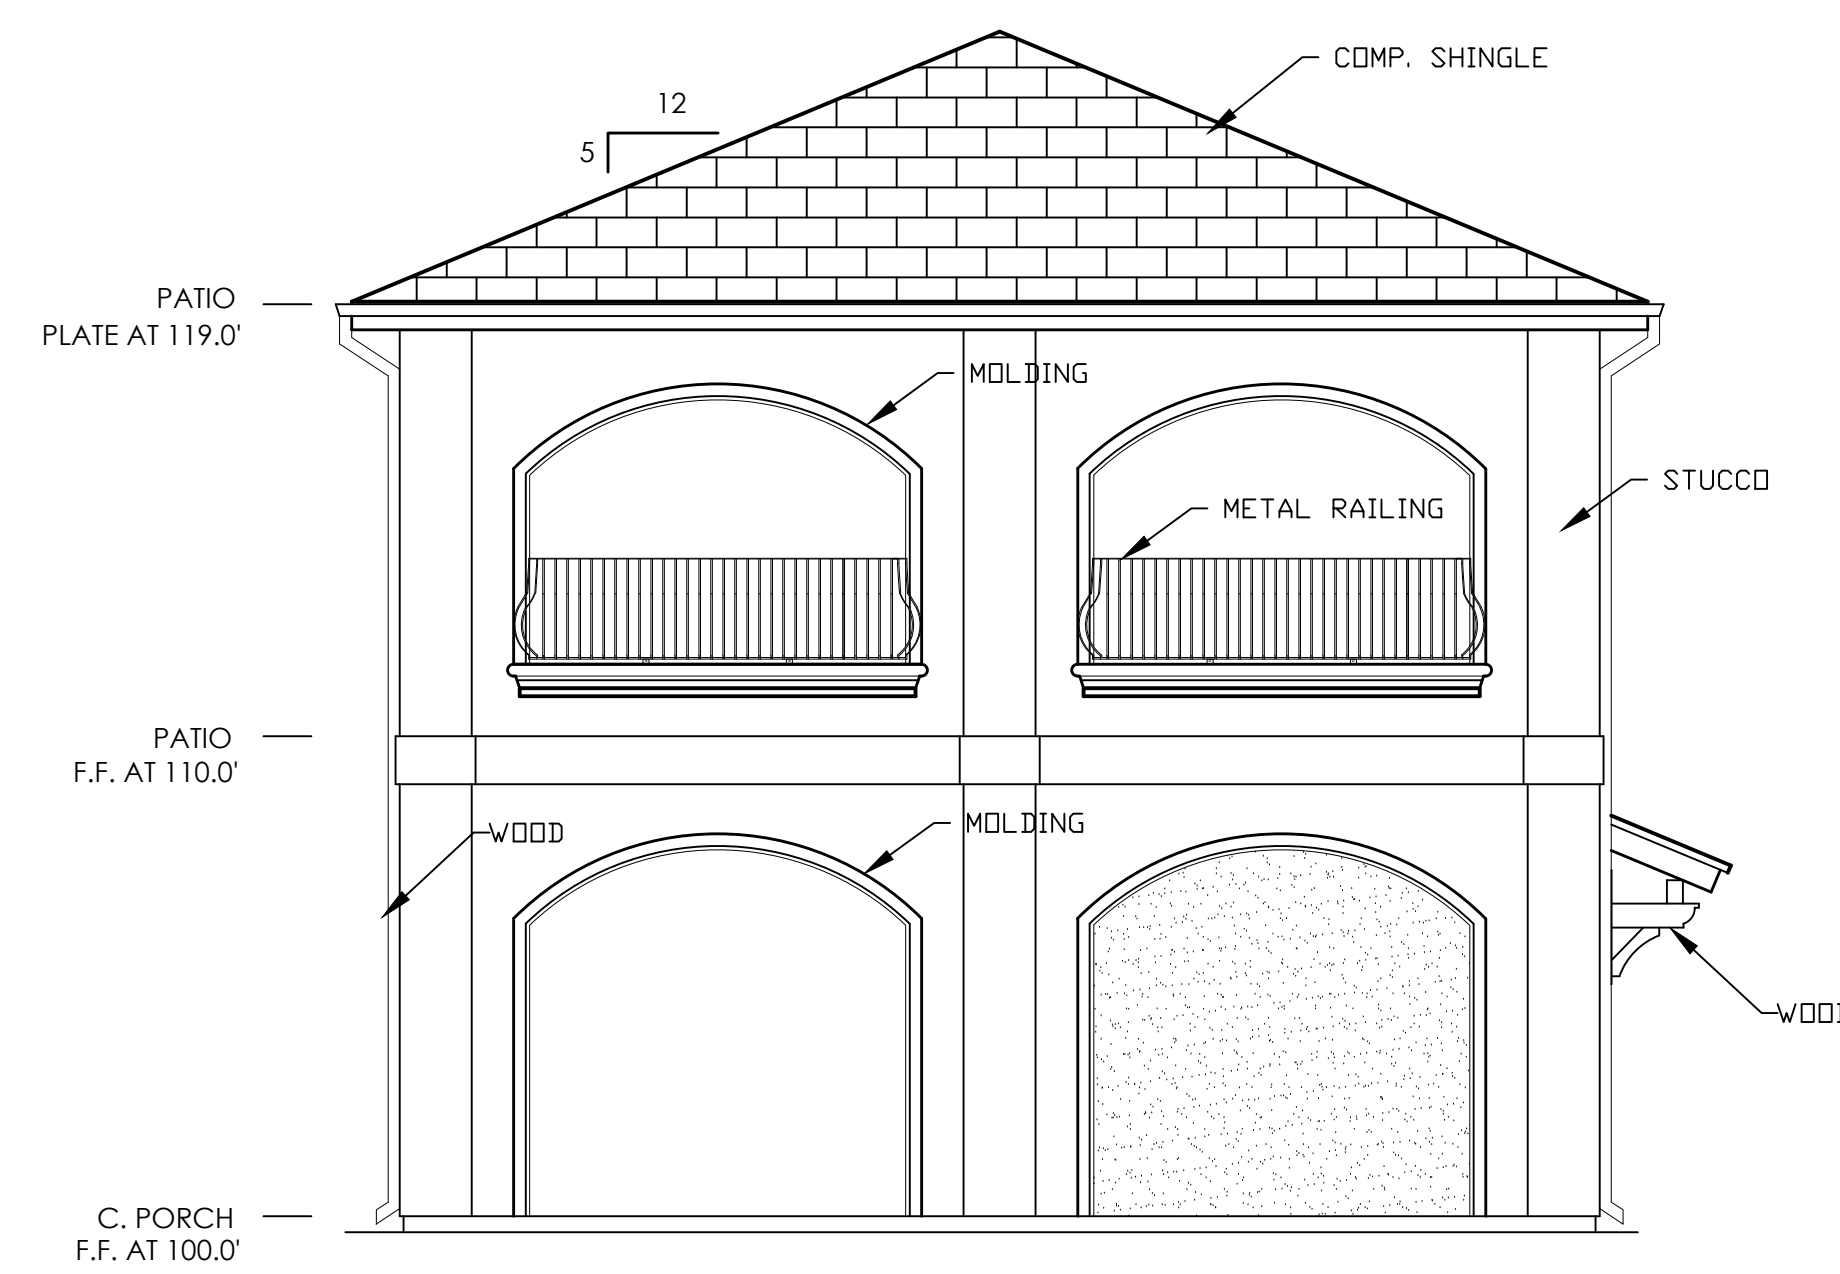 COMP. SHINGLE
12
5
PATIO
PLATE AT 119.0'
MOLDING
STUCCO
METAL RAILING
PATIO
F.F. AT 110.0'
MOLDING
WOOD
C. PORCH
F.F. AT 100.0'